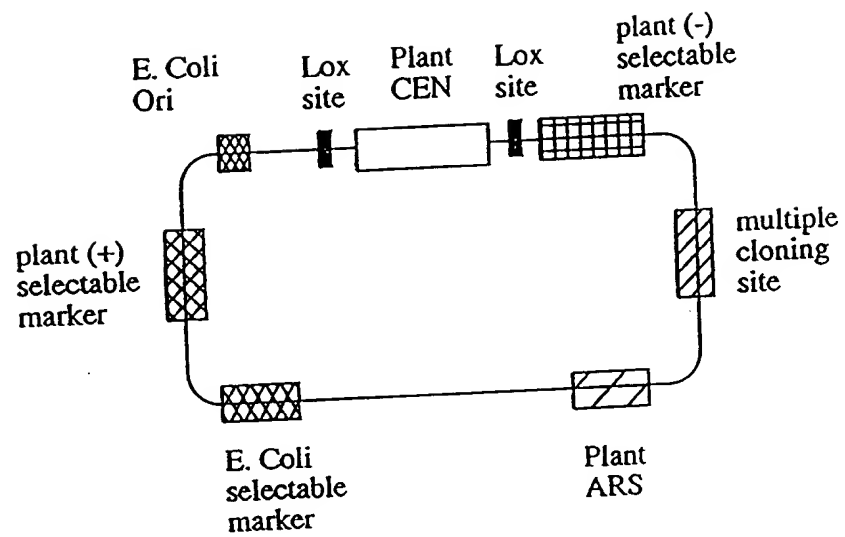 E. Coli
Ori
Lox
site
Plant
CEN
Lox
site
plant (-)
selectable
marker
plant (+)
selectable
marker
multiple
cloning
site
E. Coli
selectable
marker
Plant
ARS